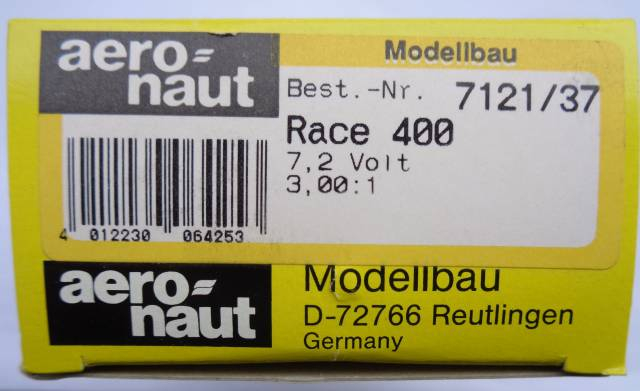 aero=
naut
Modellbau
Best.-Nr. 7121/37
Race 400
7,2 Volt
3,00:1
4 012230 064253
aero=
naut
Modellbau
D-72766 Reutlingen
Germany